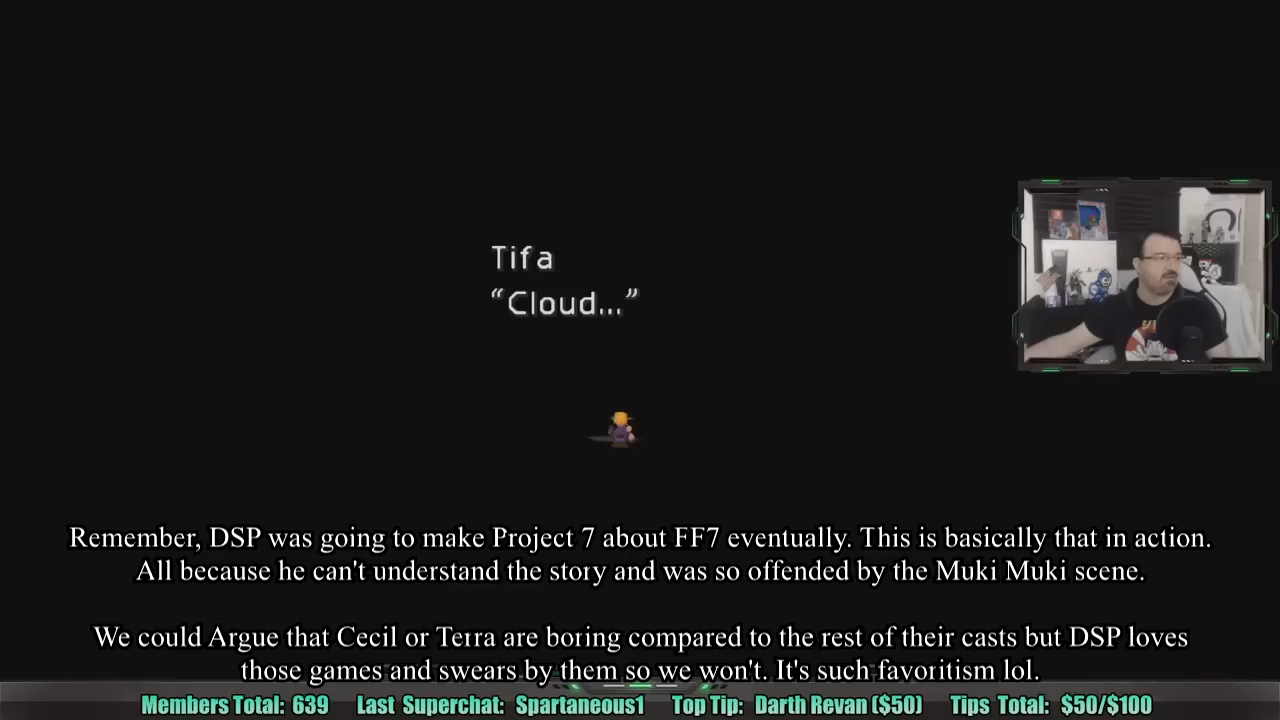 Tifa
“Cloud...”
Remember, DSP was going to make Project 7 about FF7 eventually. This is basically that in action.
All because he can't understand the story and was so offended by the Muki Muki scene.
We could Argue that Cecil or Terra are boring compared to the rest of their casts but DSP loves
those games and swears by them so we won't. It's such favoritism lol.
Members Total: 639 Last Superchat: Spartaneous1 Top Tip: Darth Revan ($50) Tips Total: $50/$100